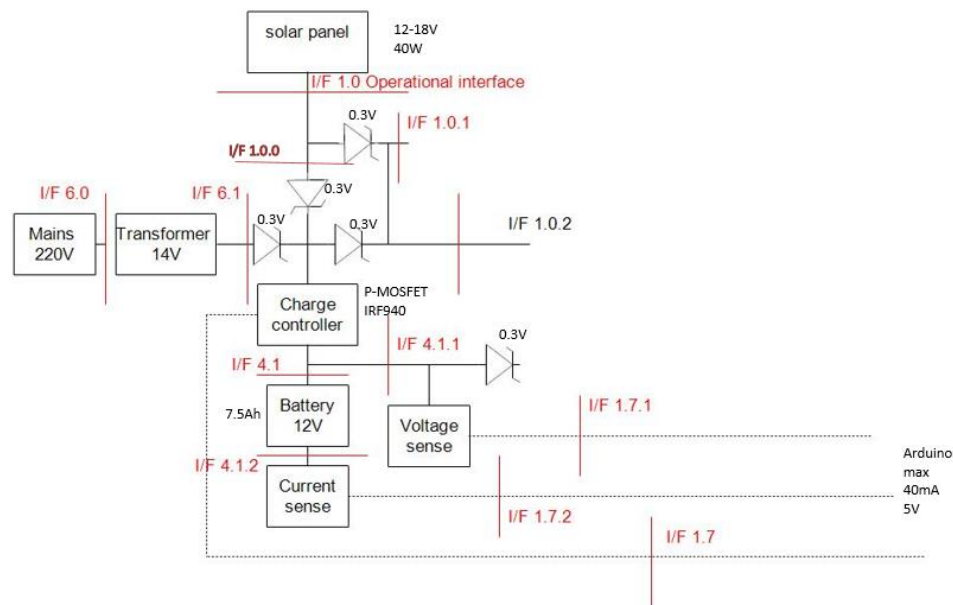 solar panel
12-18V
40W
I/F 1.0 Operational interface
0.3V
I/F 1.0.1
I/F 1.0.0
0.3V
I/F 6.0
I/F 6.1
0.3V
0.3V
I/F 1.0.2
Mains
220V
Transformer
14V
Charge
controller
P-MOSFET
IRF940
I/F 4.1
I/F 4.1.1
0.3V
7.5Ah
Battery
12V
Voltage
sense
I/F 1.7.1
I/F 4.1.2
Current
sense
Arduino
max
40mA
5V
I/F 1.7.2
I/F 1.7